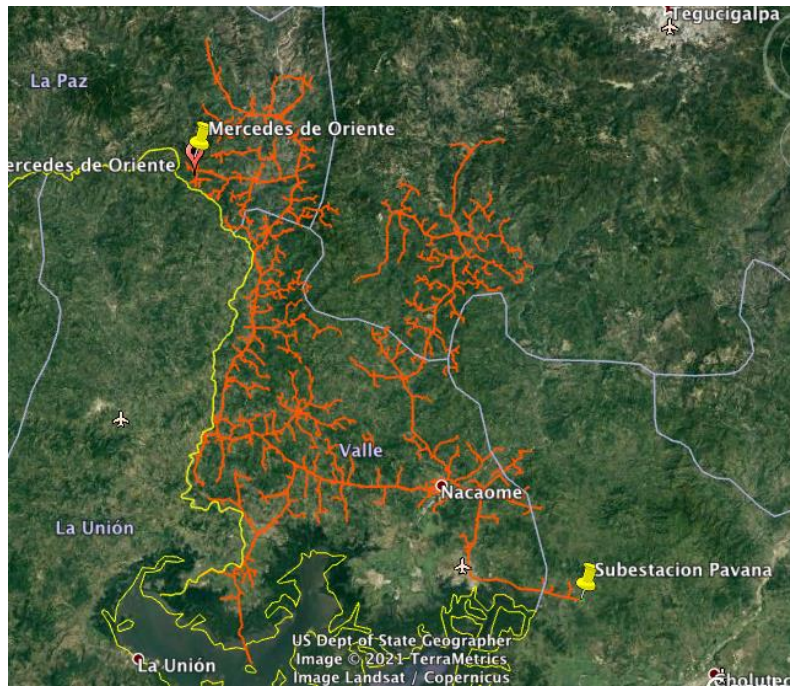 Tegucigalpa
La Paz
Mercedes de Oriente
ercedes de Oriente
Valle
Nacaome
La Unión
Subestacion Pavana
US Dept of State Geographer
Image © 2021 TerraMetrics
Image Landsat / Copernicus
La Unión
Cholutec